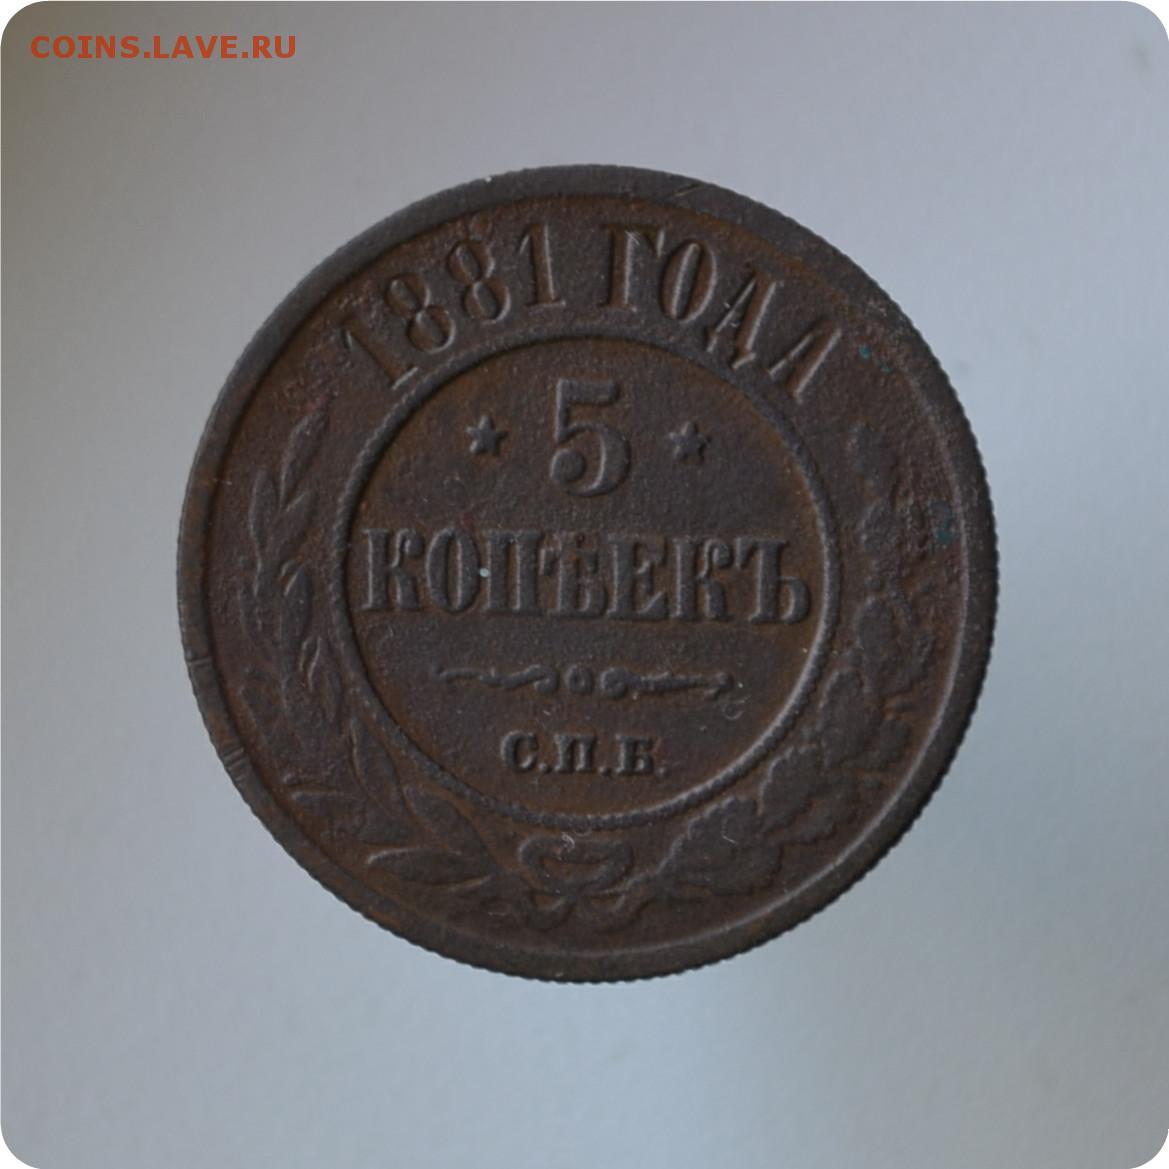 COINS.LAVE.RU
1881 ГОДА
5
КОПѢЕКЪ
С.П.Б.